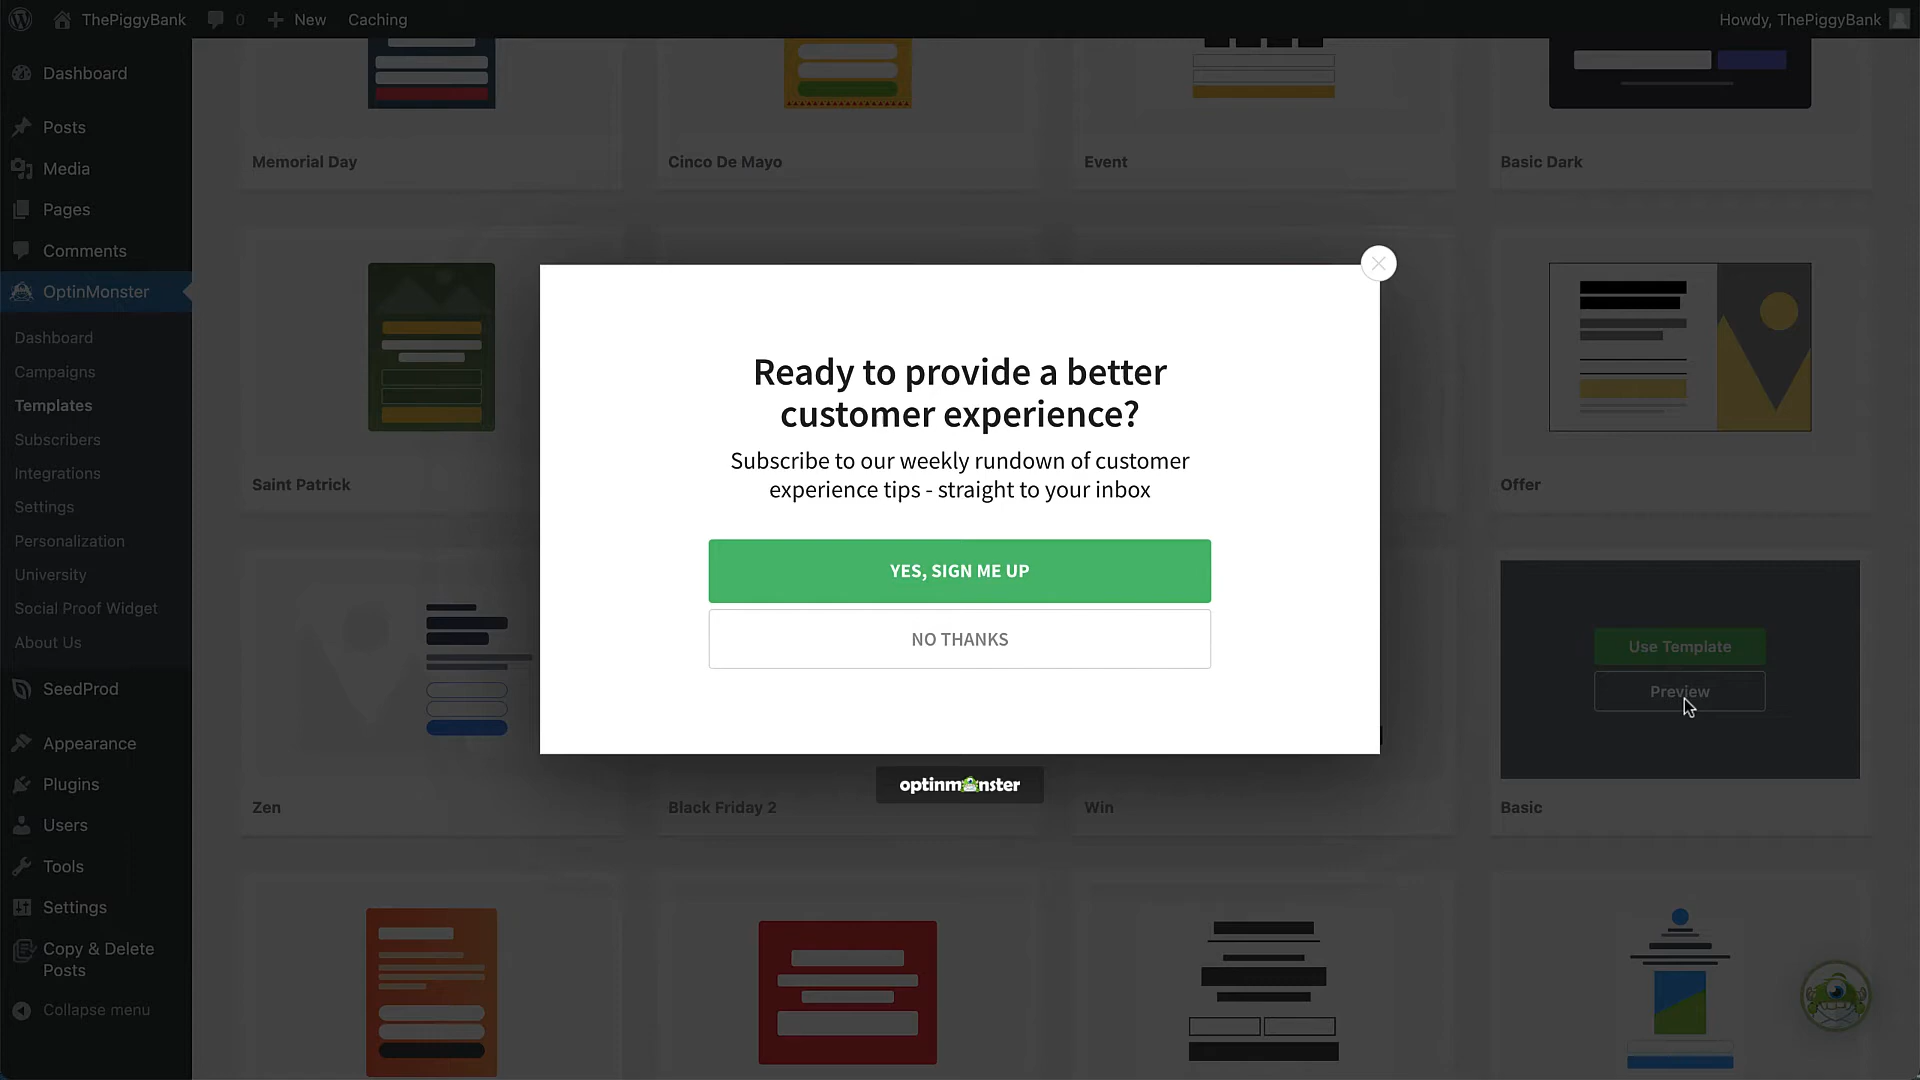 ThePiggyBank
0
New
Caching
Howdy, ThePiggyBank
Dashboard
Posts
Media
Pages
Comments
OptinMonster
Dashboard
Campaigns
Templates
Subscribers
Integrations
Settings
Personalization
University
Social Proof Widget
About Us
SeedProd
Appearance
Plugins
Users
Tools
Settings
Copy & Delete
Posts
Collapse menu
Memorial Day
Cinco De Mayo
Event
Basic Dark
Saint Patrick
Offer
Ready to provide a better
customer experience?
Subscribe to our weekly rundown of customer
experience tips - straight to your inbox
YES, SIGN ME UP
NO THANKS
Use Template
Preview
optinmonster
Zen
Black Friday 2
Win
Basic